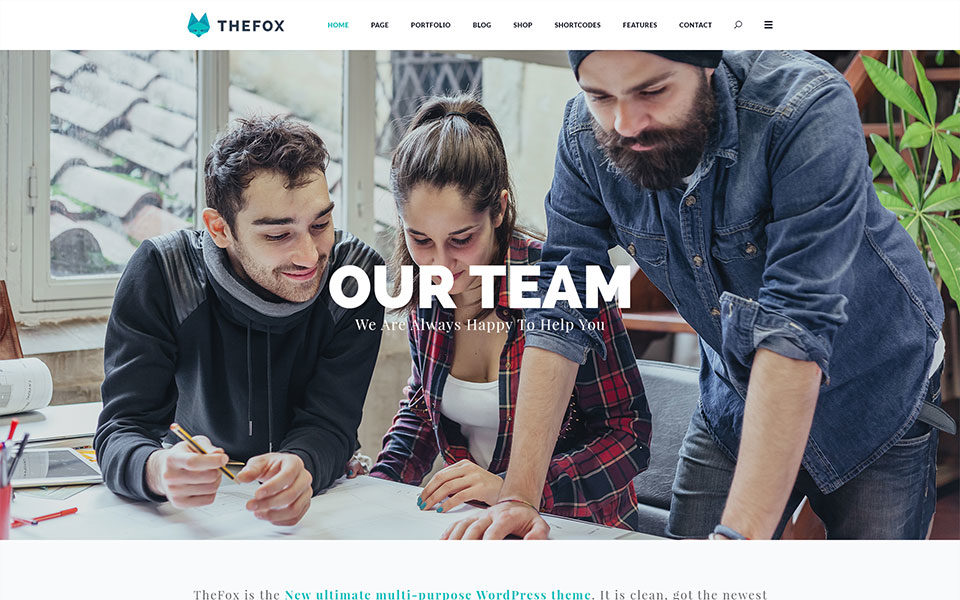 THEFOX
HOME PAGE PORTFOLIO BLOG SHOP SHORTCODES FEATURES CONTACT
OUR TEAM
We Are Always Happy To Help You
TheFox is the New ultimate multi-purpose WordPress theme. It is clean, got the newest